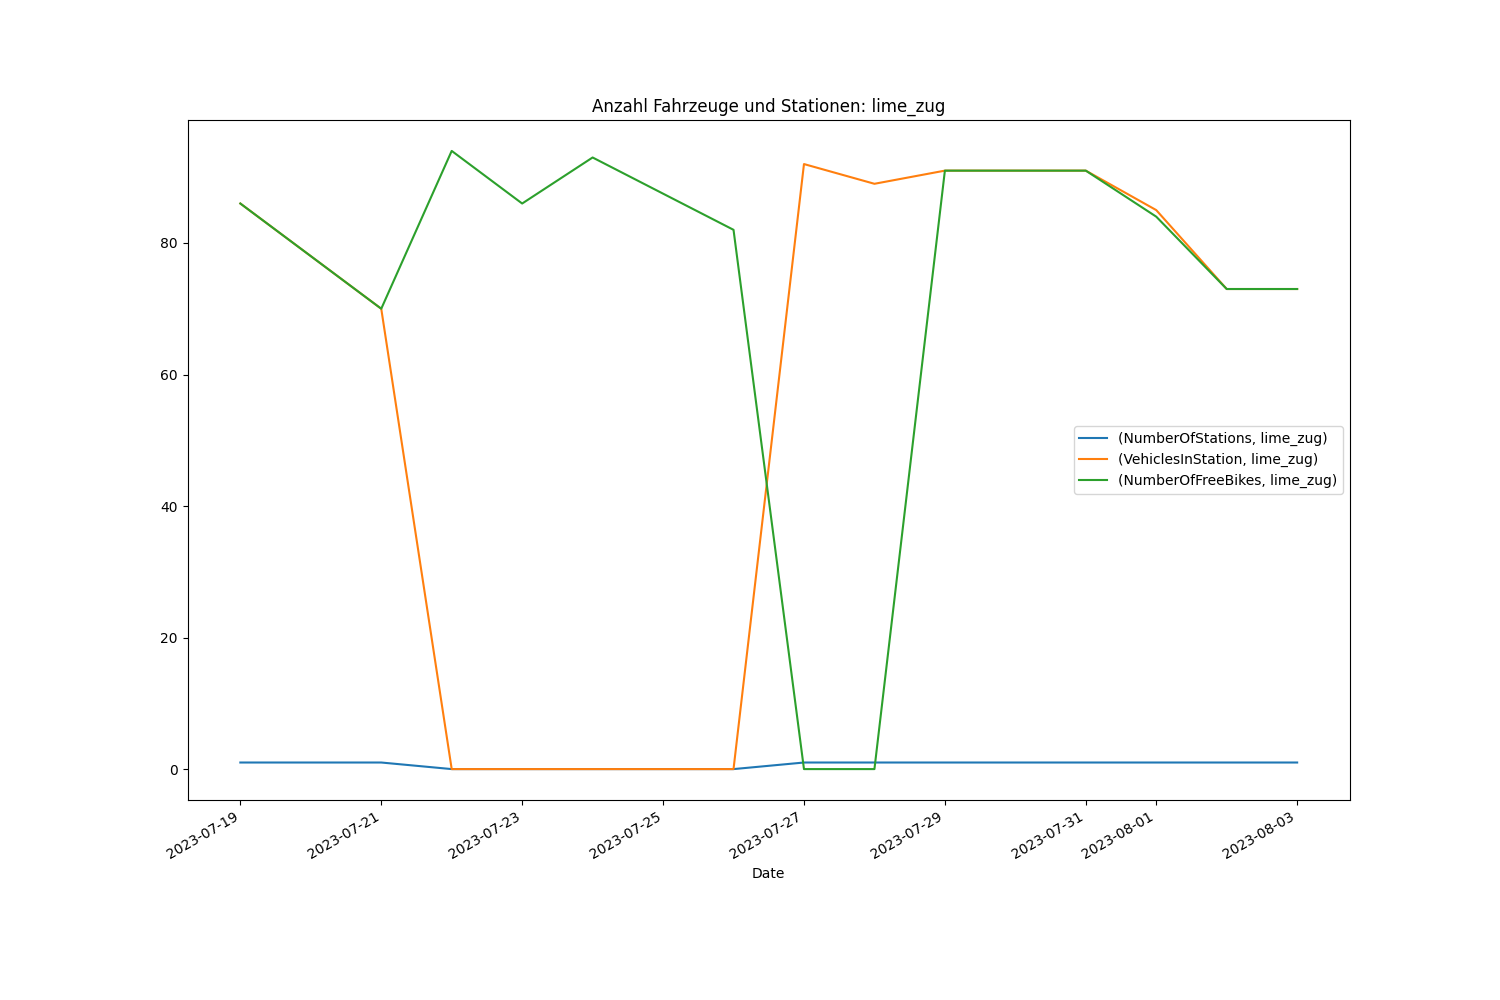 Anzahl Fahrzeuge und Stationen: lime_zug
80
60
40
20
0
(NumberOfStations, lime_zug)
(VehiclesInStation, lime_zug)
(NumberOfFreeBikes, lime_zug)
2023-07-19
2023-07-21
2023-07-23
2023-07-25
2023-07-27
2023-07-29
2023-07-31
2023-08-01
2023-08-03
Date